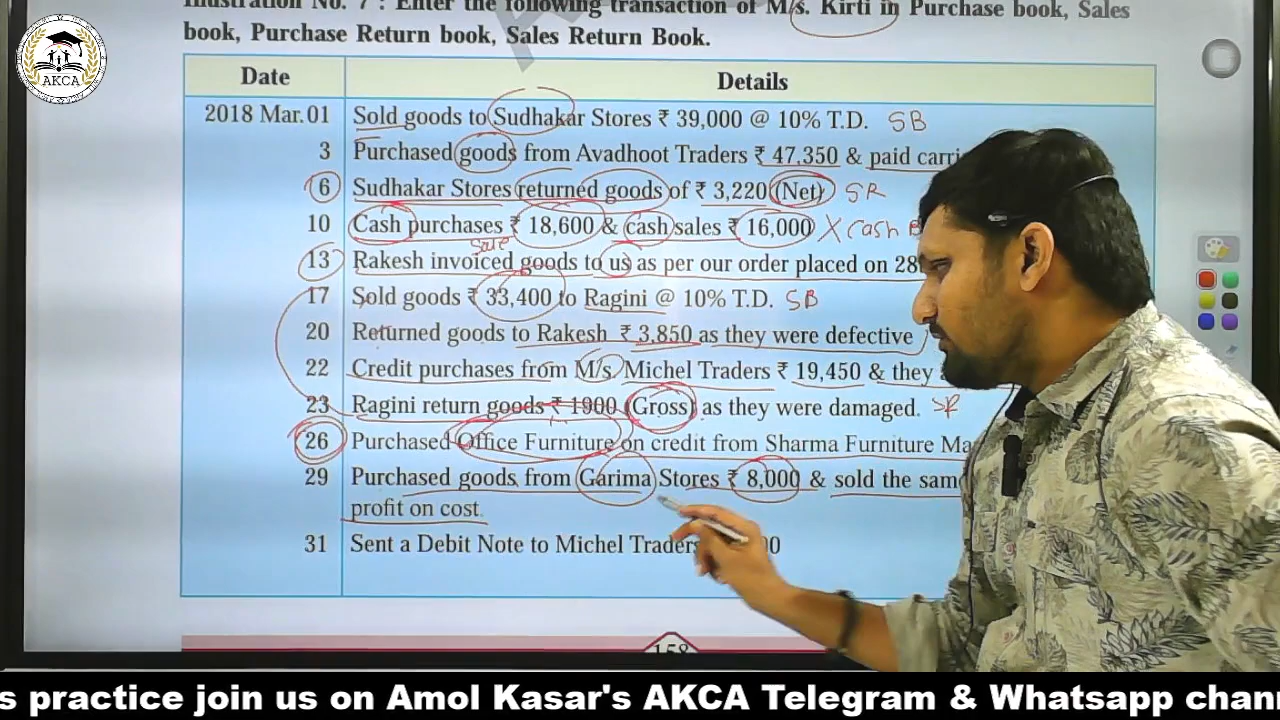 Illustration No. 7 : Enter the following transaction of M/s. Kirti in Purchase book, Sales
book, Purchase Return book, Sales Return Book.
Date Details
2018 Mar. 01 Sold goods to Sudhakar Stores ₹ 39,000 @ 10% T.D. SB
3 Purchased goods from Avadhoot Traders ₹ 47,350 & paid carri
6 Sudhakar Stores returned goods of ₹ 3,220 (Net) SR
10 Cash purchases ₹ 18,600 & cash sales ₹ 16,000 X Cash B
Sale
13 Rakesh invoiced goods to us as per our order placed on 28
17 Sold goods ₹ 33,400 to Ragini @ 10% T.D. SB
20 Returned goods to Rakesh ₹ 3,850 as they were defective
22 Credit purchases from M/s Michel Traders ₹ 19,450 & they
23 Ragini return goods ₹ 1900 (Gross) as they were damaged. SR
26 Purchased Office Furniture on credit from Sharma Furniture Ma
29 Purchased goods from Garima Stores ₹ 8,000 & sold the sam
profit on cost.
31 Sent a Debit Note to Michel Traders 00
158
AKCA
s practice join us on Amol Kasar's AKCA Telegram & Whatsapp chan